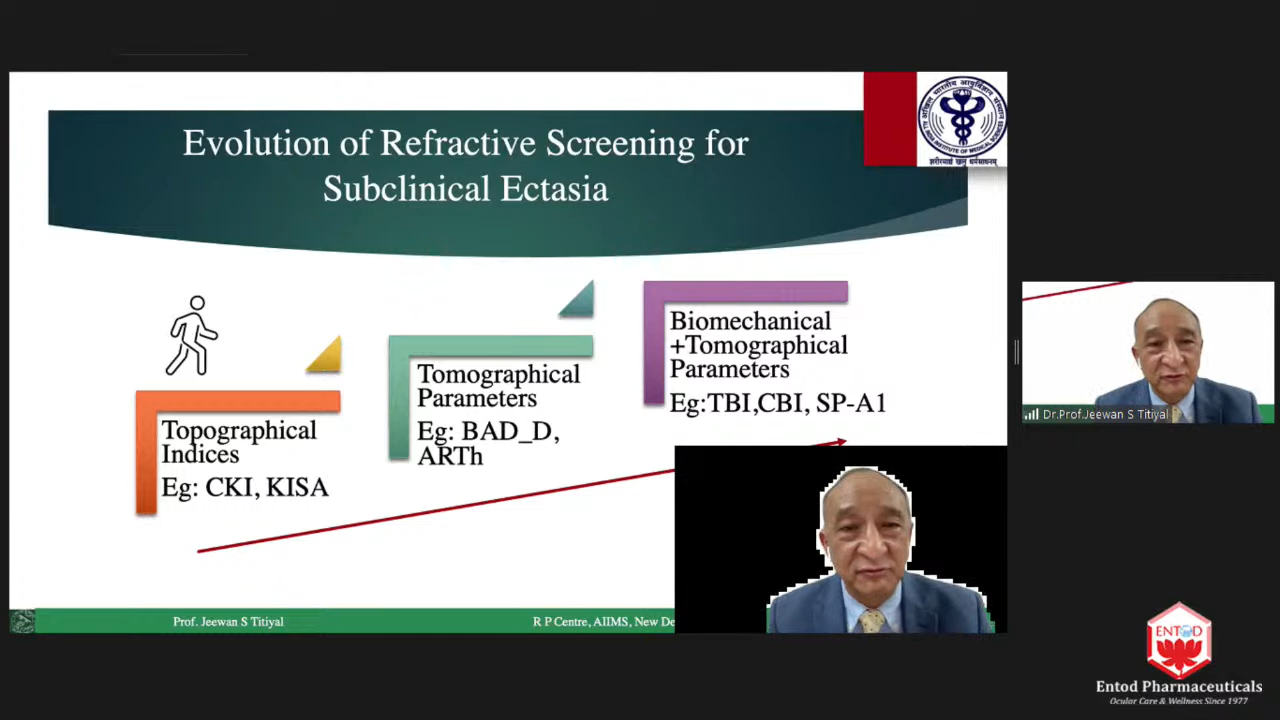 Evolution of Refractive Screening for
Subclinical Ectasia
Topographical
Indices
Eg: CKI, KISA
Tomographical
Parameters
Eg: BAD_D,
ARTh
Biomechanical
+Tomographical
Parameters
Eg:TBI,CBI, SP-A1
Prof. Jeewan S Titiyal
R P Centre, AIIMS, New De
Dr.Prof.Jeewan S Titiyal
ENTOD
Entod Pharmaceuticals
Ocular Care & Wellness Since 1977